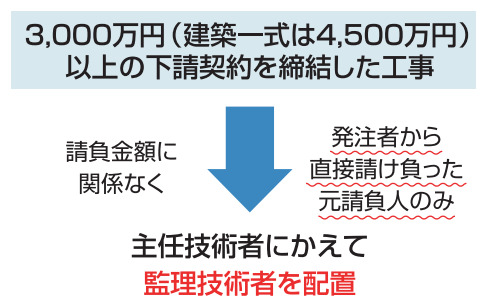 3,000万円（建築一式は4,500万円）
以上の下請契約を締結した工事
請負金額に
関係なく
発注者から
直接請け負った
元請負人のみ
主任技術者にかえて
監理技術者を配置